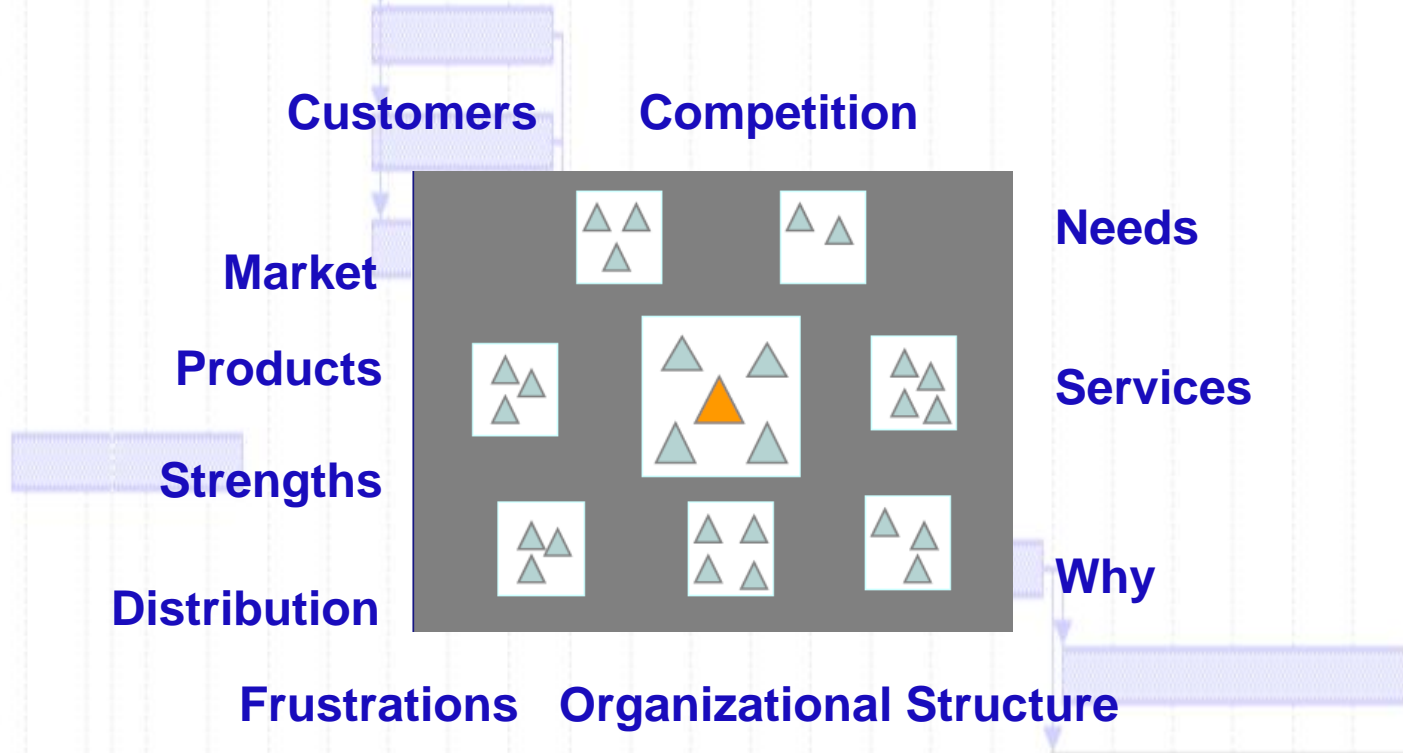 Customers Competition
Needs
Market
Products
Services
Strengths
Why
Distribution
Frustrations Organizational Structure